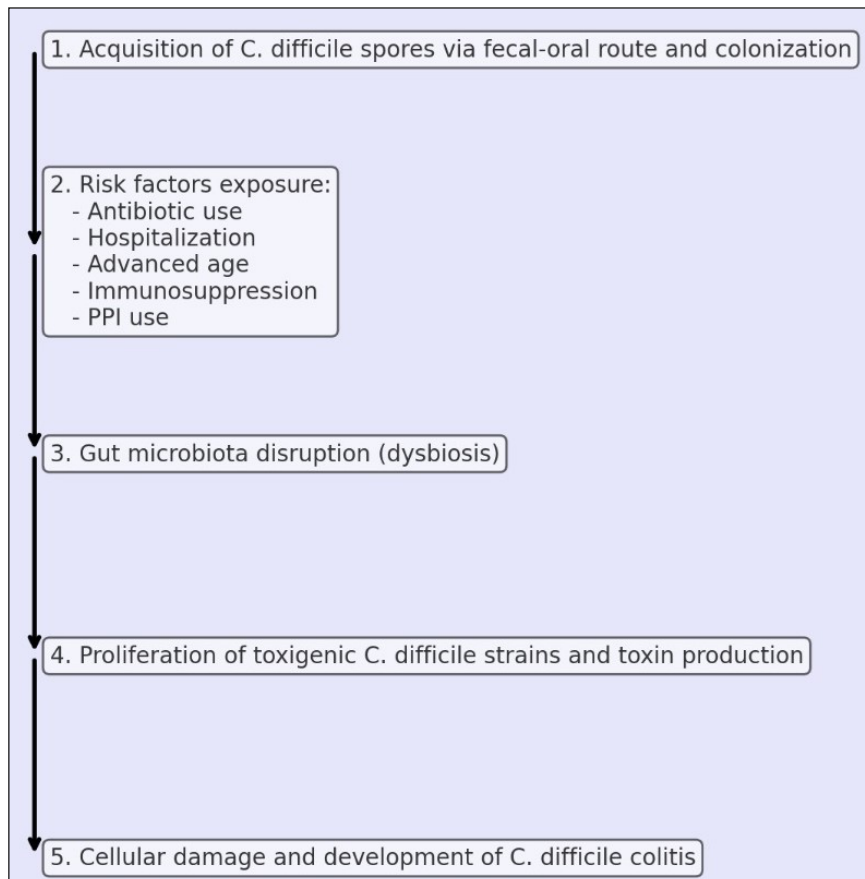 1. Acquisition of C. difficile spores via fecal-oral route and colonization
2. Risk factors exposure:
- Antibiotic use
- Hospitalization
- Advanced age
- Immunosuppression
- PPI use
3. Gut microbiota disruption (dysbiosis)
4. Proliferation of toxigenic C. difficile strains and toxin production
5. Cellular damage and development of C. difficile colitis